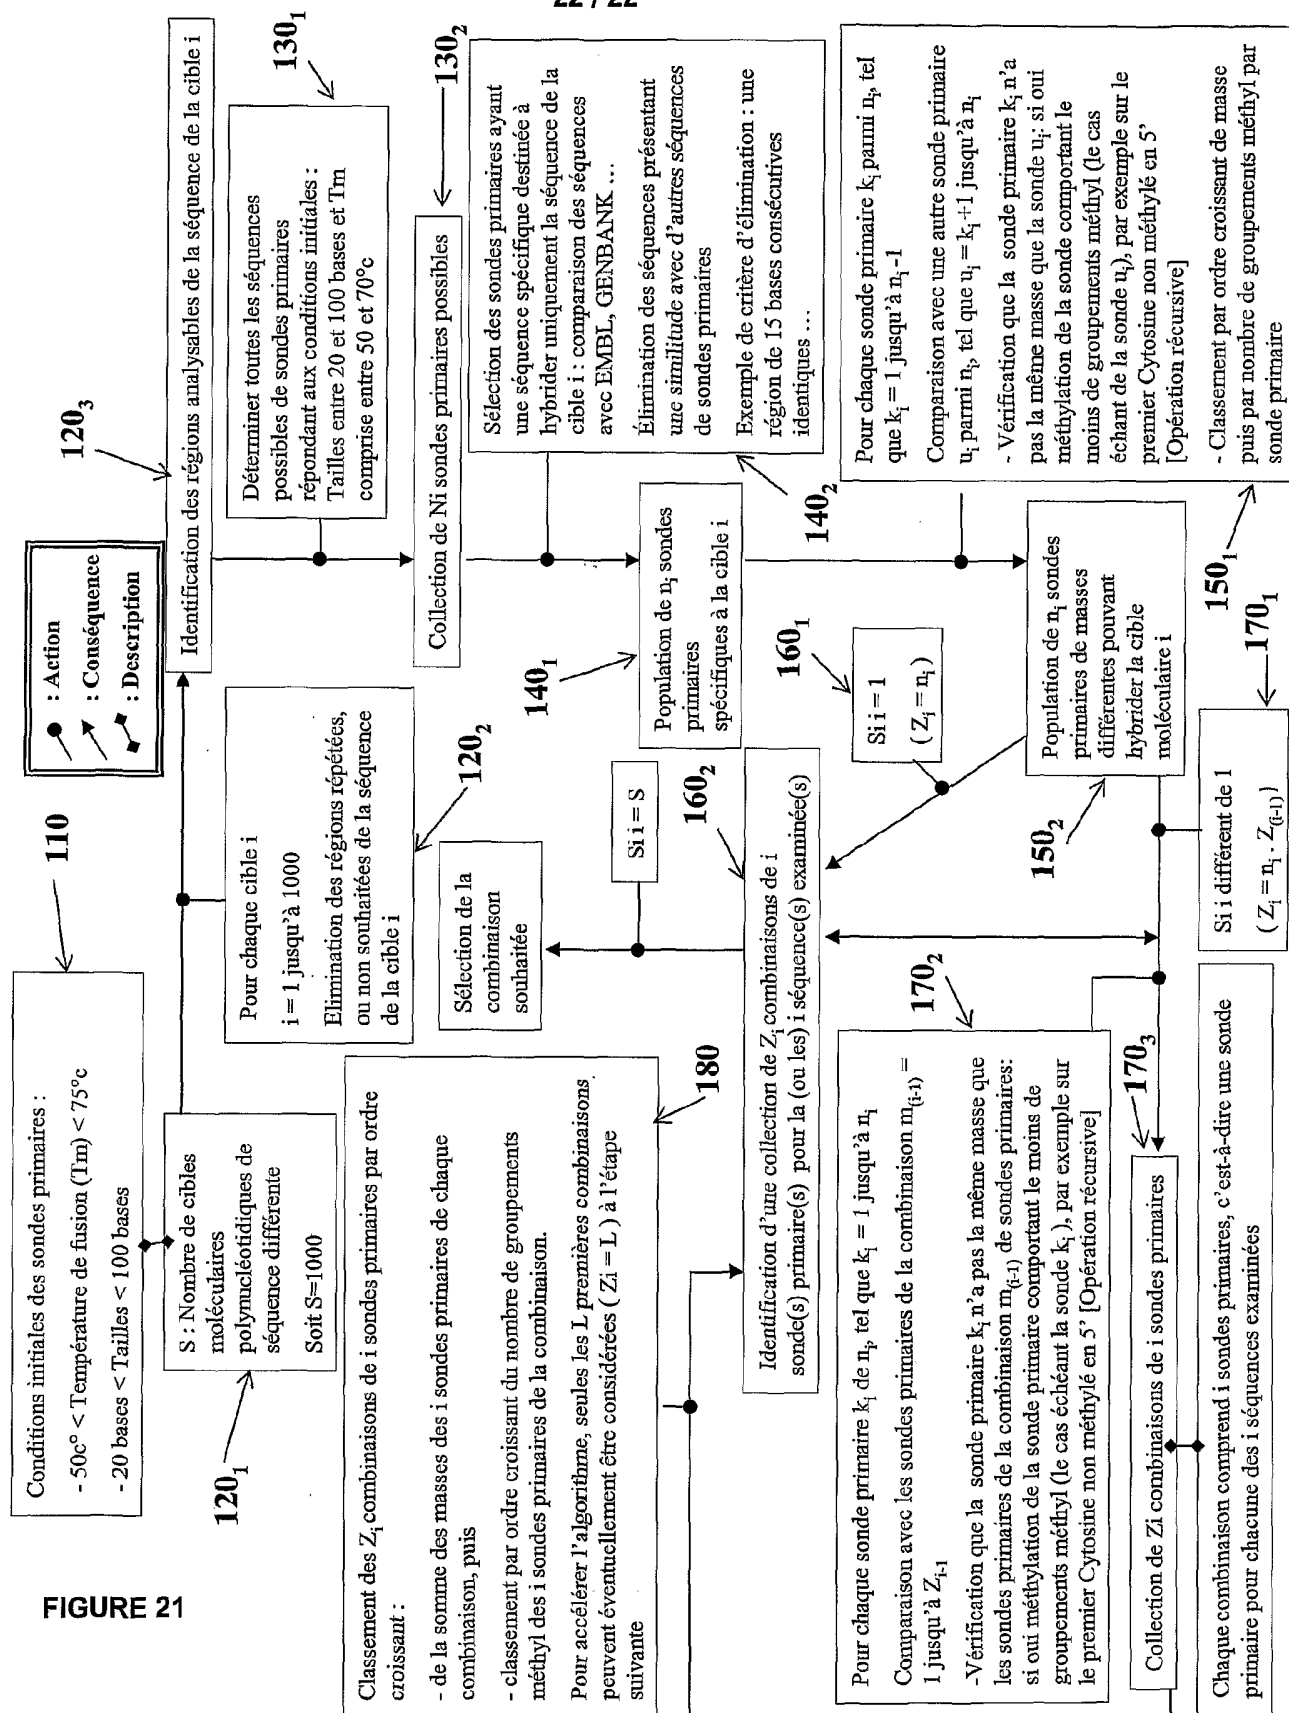 22 / 22
FIGURE 21
110
Conditions initiales des sondes primaires :
- 50c° < Température de fusion (Tm) < 75°c
- 20 bases < Tailles < 100 bases
: Action
: Conséquence
: Description
120₁
S : Nombre de cibles
moléculaires
polynucléotidiques de
séquence différente
Soit S=1000
Pour chaque cible i
i = 1 jusqu'à 1000
Elimination des régions répétées,
ou non souhaitées de la séquence
de la cible i
120₂
120₃
Identification des régions analysables de la séquence de la cible i
130₁
Déterminer toutes les séquences
possibles de sondes primaires
répondant aux conditions initiales :
Tailles entre 20 et 100 bases et Tm
comprise entre 50 et 70°c
130₂
Collection de Ni sondes primaires possibles
Sélection des sondes primaires ayant
une séquence spécifique destinée à
hybrider uniquement la séquence de la
cible i : comparaison des séquences
avec EMBL, GENBANK ...
Élimination des séquences présentant
une similitude avec d'autres séquences
de sondes primaires
Exemple de critère d'élimination : une
région de 15 bases consécutives
identiques ...
140₂
140₁
Population de nᵢ sondes
primaires
spécifiques à la cible i
Pour chaque sonde primaire kᵢ parmi nᵢ, tel
que kᵢ = 1 jusqu'à nᵢ-1
Comparaison avec une autre sonde primaire
uᵢ parmi nᵢ, tel que uᵢ = kᵢ+1 jusqu'à nᵢ
- Vérification que la sonde primaire kᵢ n'a
pas la même masse que la sonde uᵢ: si oui
méthylation de la sonde comportant le
moins de groupements méthyl (le cas
échant de la sonde uᵢ), par exemple sur le
premier Cytosine non méthylé en 5'
[Opération récursive]
- Classement par ordre croissant de masse
puis par nombre de groupements méthyl par
sonde primaire
150₁
150₂
Population de nᵢ sondes
primaires de masses
différentes pouvant
hybrider la cible
moléculaire i
160₁
Si i = 1
( Zᵢ = nᵢ )
160₂
Identification d'une collection de Zᵢ combinaisons de i
sonde(s) primaire(s) pour la (ou les) i séquence(s) examinée(s)
Si i = S
Sélection de la
combinaison
souhaitée
170₁
Si i différent de 1
( Zᵢ = nᵢ . Z₍ᵢ₋₁₎)
170₂
Pour chaque sonde primaire kᵢ de nᵢ, tel que kᵢ = 1 jusqu'à nᵢ
Comparaison avec les sondes primaires de la combinaison m₍ᵢ₋₁₎ =
1 jusqu'à Zᵢ₋₁
-Vérification que la sonde primaire kᵢ n'a pas la même masse que
les sondes primaires de la combinaison m₍ᵢ₋₁₎ de sondes primaires:
si oui méthylation de la sonde primaire comportant le moins de
groupements méthyl (le cas échéant la sonde kᵢ ), par exemple sur
le premier Cytosine non méthylé en 5' [Opération récursive]
170₃
Collection de Zi combinaisons de i sondes primaires
Chaque combinaison comprend i sondes primaires, c'est-à-dire une sonde
primaire pour chacune des i séquences examinées
180
Classement des Zᵢ combinaisons de i sondes primaires par ordre
croissant :
- de la somme des masses des i sondes primaires de chaque
combinaison, puis
- classement par ordre croissant du nombre de groupements
méthyl des i sondes primaires de la combinaison.
Pour accélérer l'algorithme, seules les L premières combinaisons
peuvent éventuellement être considérées ( Zi = L ) à l'étape
suivante